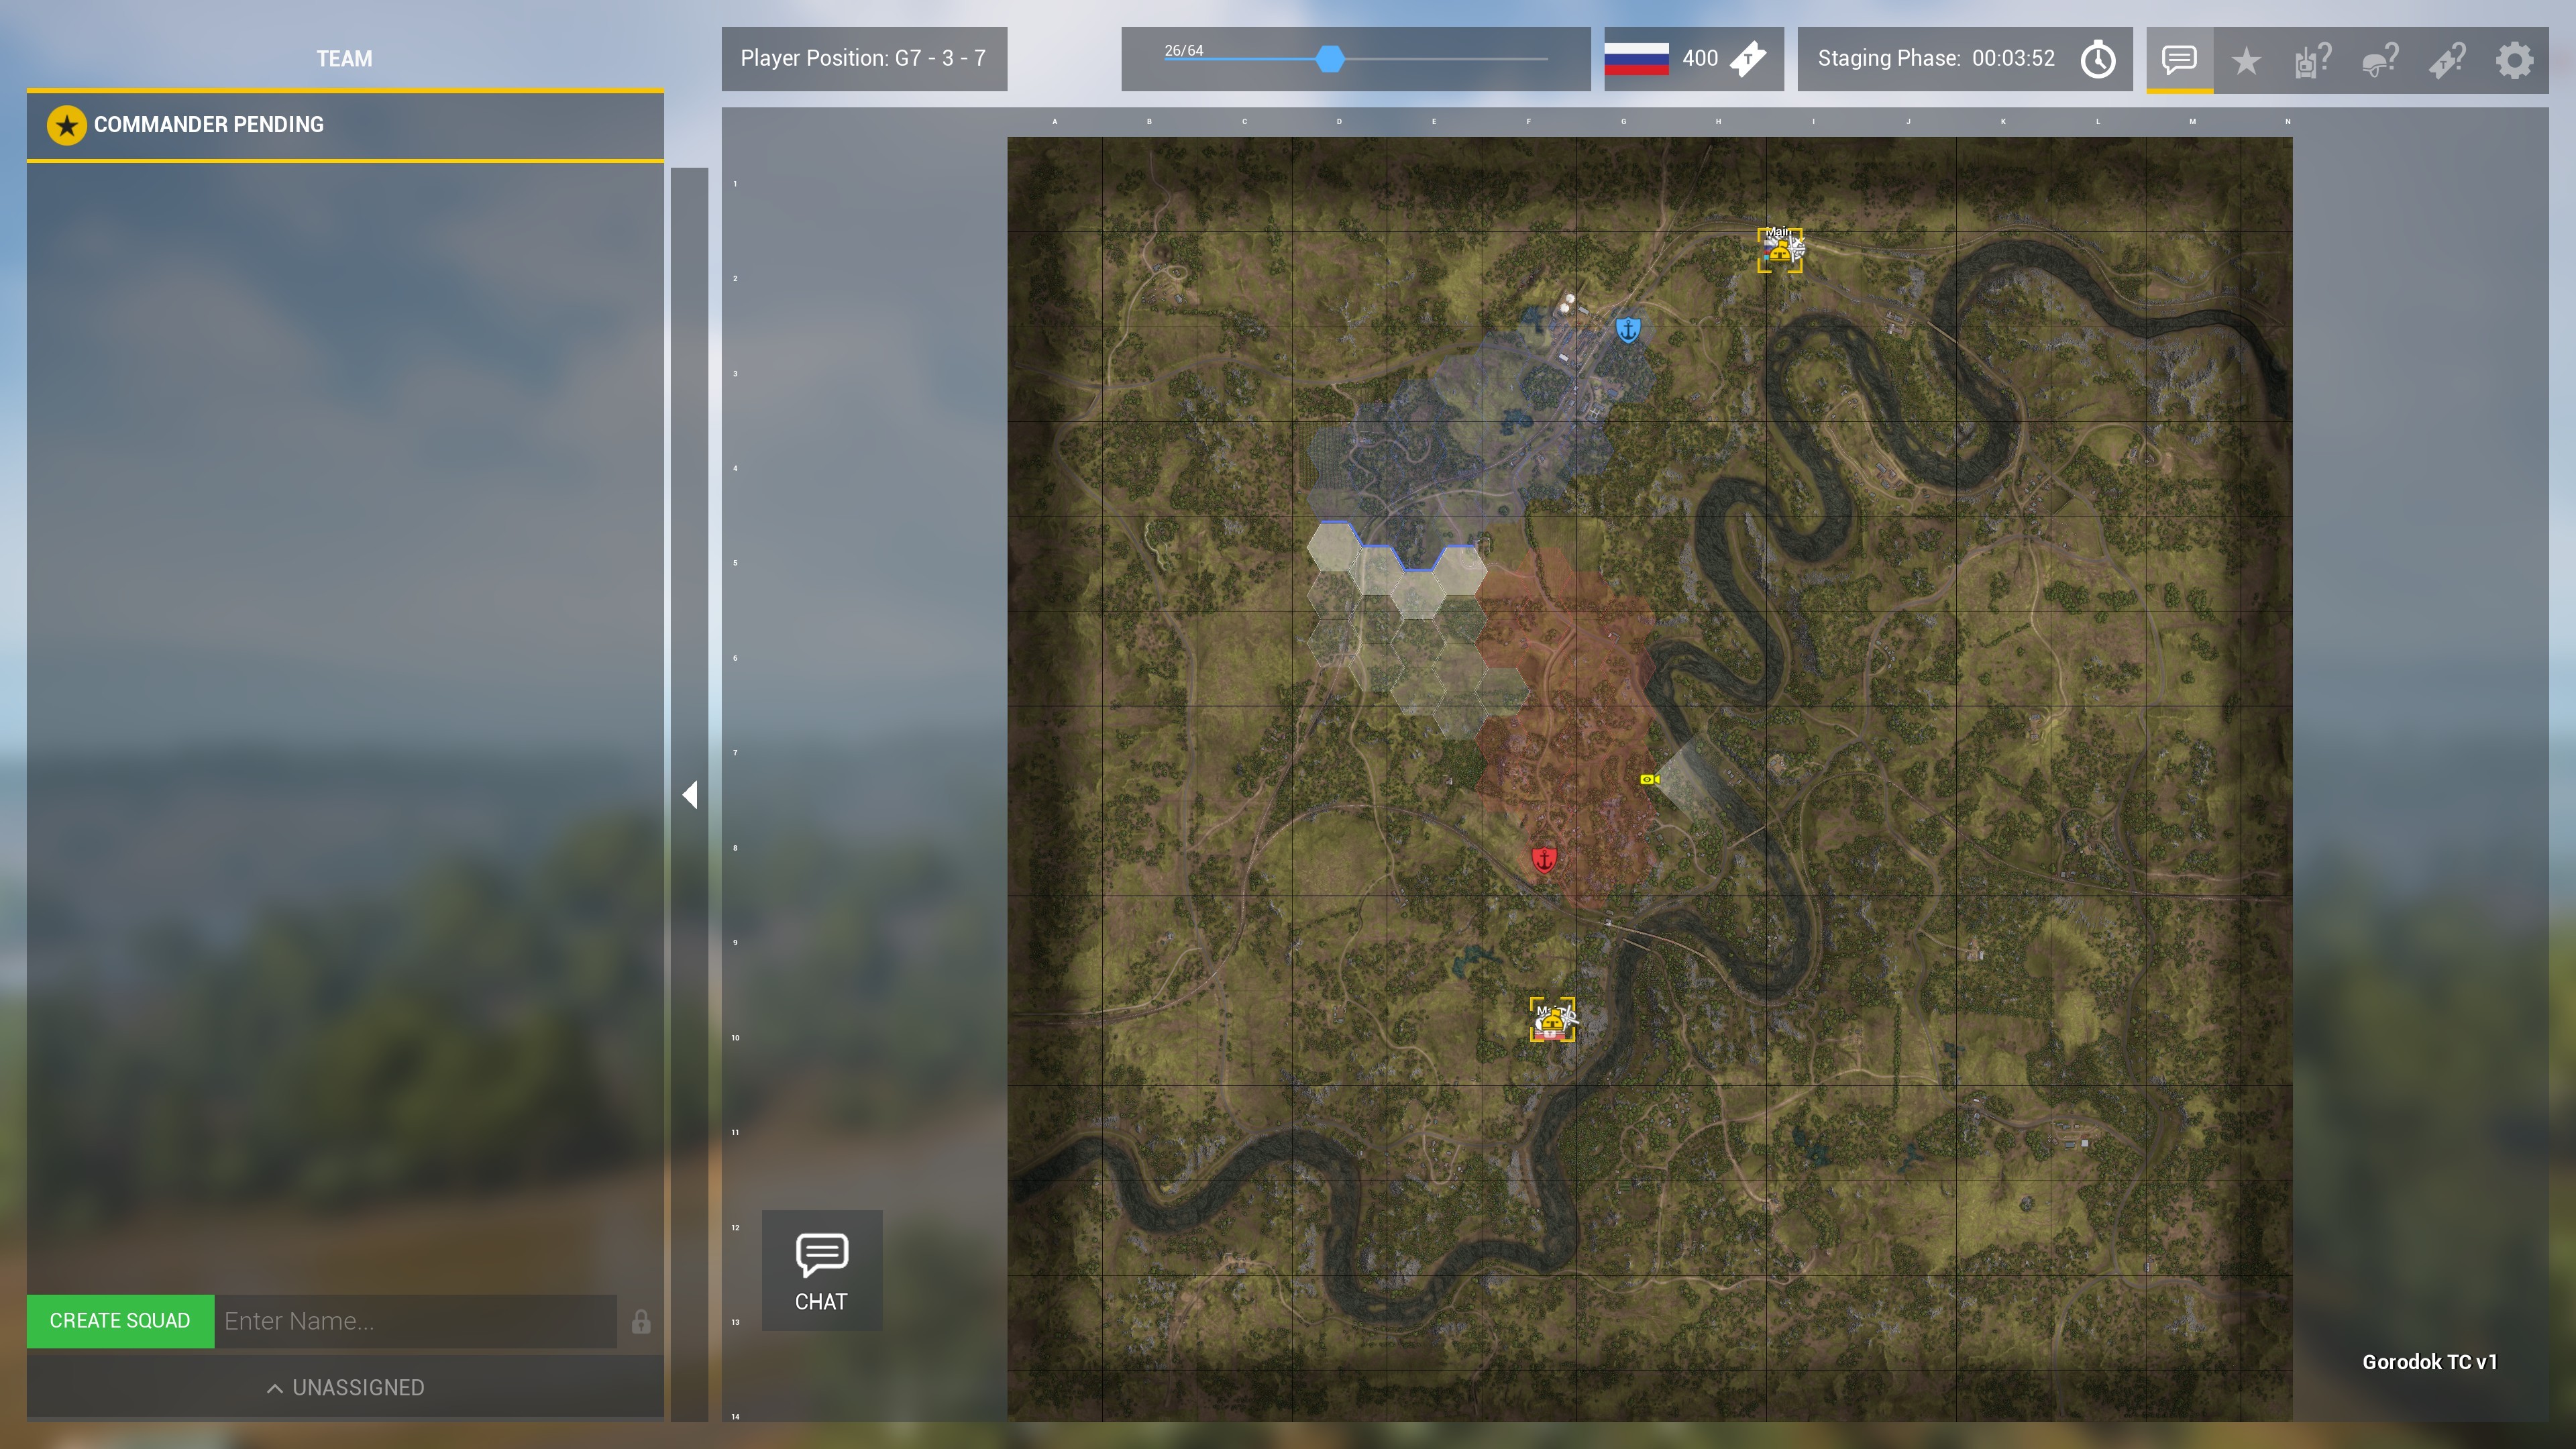 TEAM
Player Position: G7 - 3 - 7
26/64
400
Staging Phase: 00:03:52
COMMANDER PENDING
A B C D E F G H I J K L M N
1
2
3
4
5
6
7
8
9
10
11
12
13
14
Main
CHAT
CREATE SQUAD
Enter Name...
UNASSIGNED
Gorodok TC v1